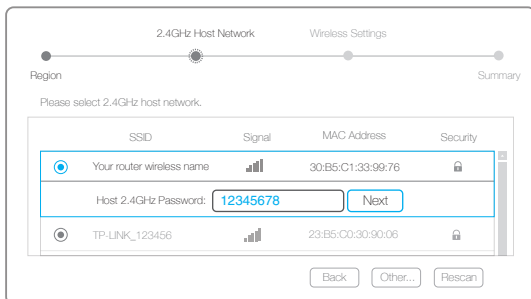 2.4GHz Host Network Wireless Settings
Region Summary
Please select 2.4GHz host network.
SSID Signal MAC Address Security
Your router wireless name 30:B5:C1:33:99:76
Host 2.4GHz Password: 12345678 Next
TP-LINK_123456 23:B5:C0:30:90:06
Back Other... Rescan